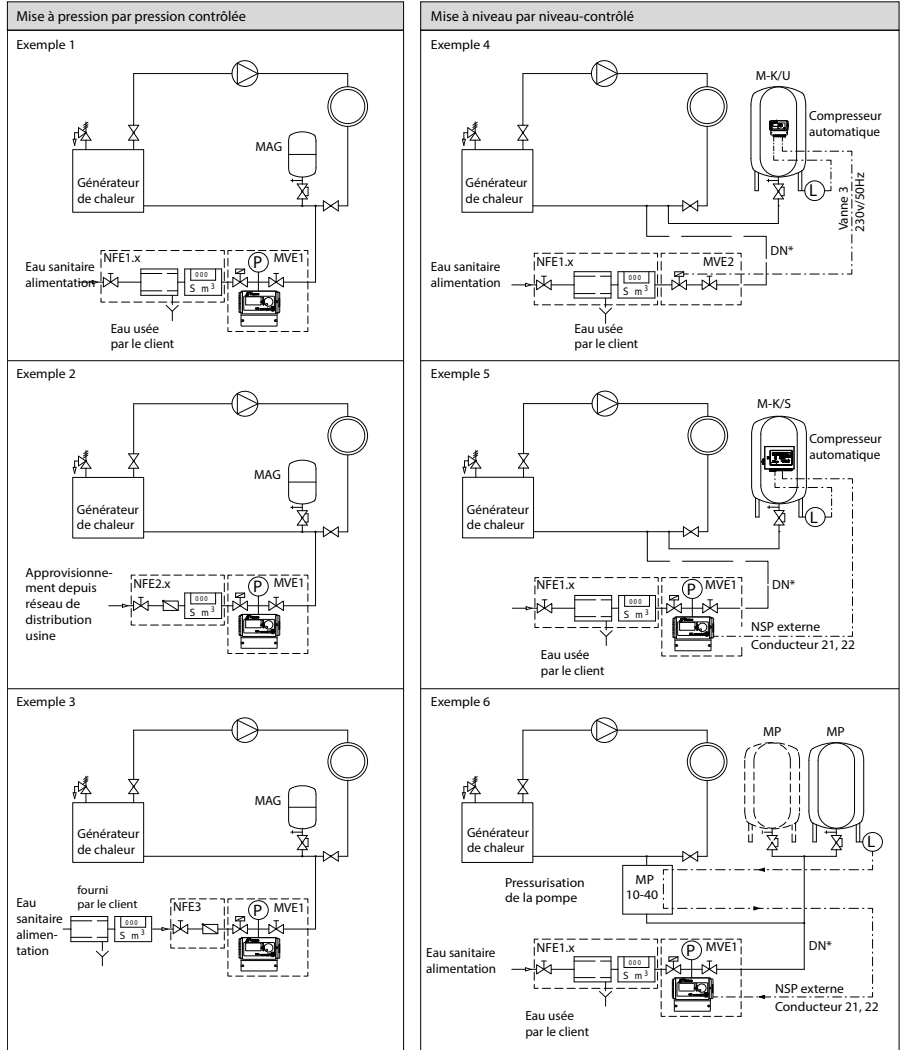 Mise à pression par pression contrôlée
Exemple 1
MAG
Générateur
de chaleur
NFE1.x
MVE1
P
Eau sanitaire
alimentation
000
S m³
Eau usée
par le client
Exemple 2
MAG
Générateur
de chaleur
Approvisionne-
ment depuis
réseau de
distribution
usine
NFE2.x
MVE1
P
000
S m³
Exemple 3
MAG
Générateur
de chaleur
Eau
sanitaire
alimen-
tation
fourni
par le client
000
S m³
NFE3
MVE1
P
Mise à niveau par niveau-contrôlé
Exemple 4
M-K/U
Compresseur
automatique
L
Vanne 3
230v/50Hz
Générateur
de chaleur
DN*
NFE1.x
MVE2
Eau sanitaire
alimentation
000
S m³
Eau usée
par le client
Exemple 5
M-K/S
Compresseur
automatique
L
Générateur
de chaleur
DN*
NFE1.x
MVE1
P
000
S m³
NSP externe
Conducteur 21, 22
Eau usée
par le client
Exemple 6
MP
MP
L
Générateur
de chaleur
Pressurisation
de la pompe
MP
10-40
DN*
NFE1.x
MVE1
P
Eau sanitaire
alimentation
000
S m³
NSP externe
Conducteur 21, 22
Eau usée
par le client